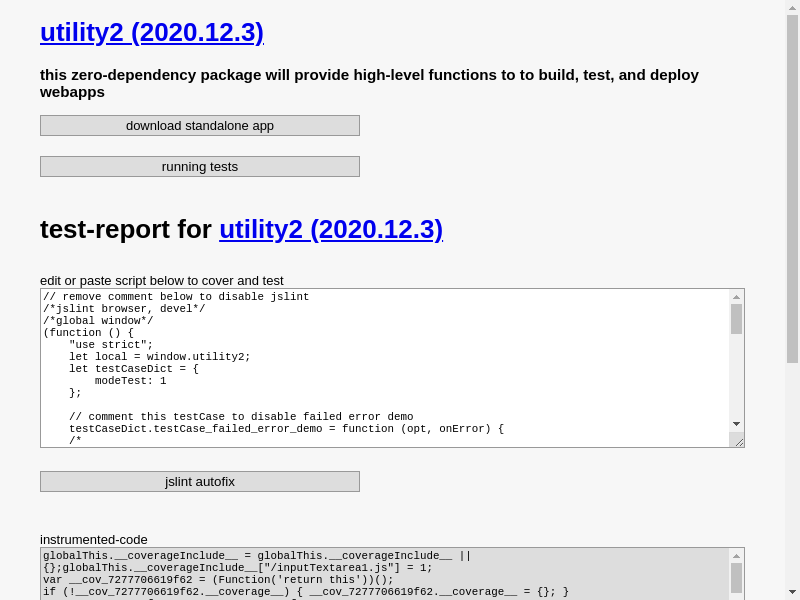 utility2 (2020.12.3)
this zero-dependency package will provide high-level functions to to build, test, and deploy
webapps
download standalone app
running tests
test-report for utility2 (2020.12.3)
edit or paste script below to cover and test
// remove comment below to disable jslint
/*jslint browser, devel*/
/*global window*/
(function () {
    "use strict";
    let local = window.utility2;
    let testCaseDict = {
        modeTest: 1
    };
    // comment this testCase to disable failed error demo
    testCaseDict.testCase_failed_error_demo = function (opt, onError) {
    /*
jslint autofix
instrumented-code
globalThis.__coverageInclude__ = globalThis.__coverageInclude__ ||
{};globalThis.__coverageInclude__["/inputTextarea1.js"] = 1;
var __cov_7277706619f62 = (Function('return this'))();
if (!__cov_7277706619f62.__coverage__) { __cov_7277706619f62.__coverage__ = {}; }